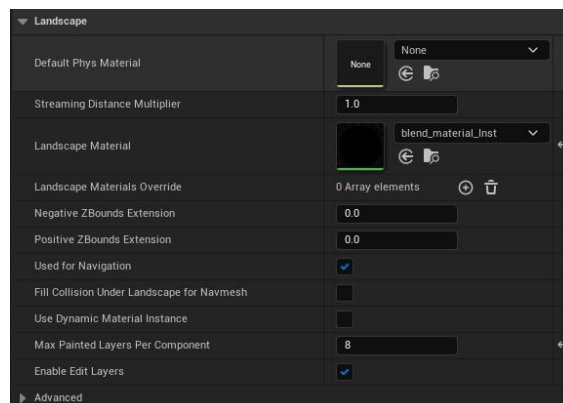 Landscape
Default Phys Material
None
None
Streaming Distance Multiplier
1.0
Landscape Material
blend_material_Inst
Landscape Materials Override
0 Array elements
Negative ZBounds Extension
0.0
Positive ZBounds Extension
0.0
Used for Navigation
Fill Collision Under Landscape for Navmesh
Use Dynamic Material Instance
Max Painted Layers Per Component
8
Enable Edit Layers
Advanced